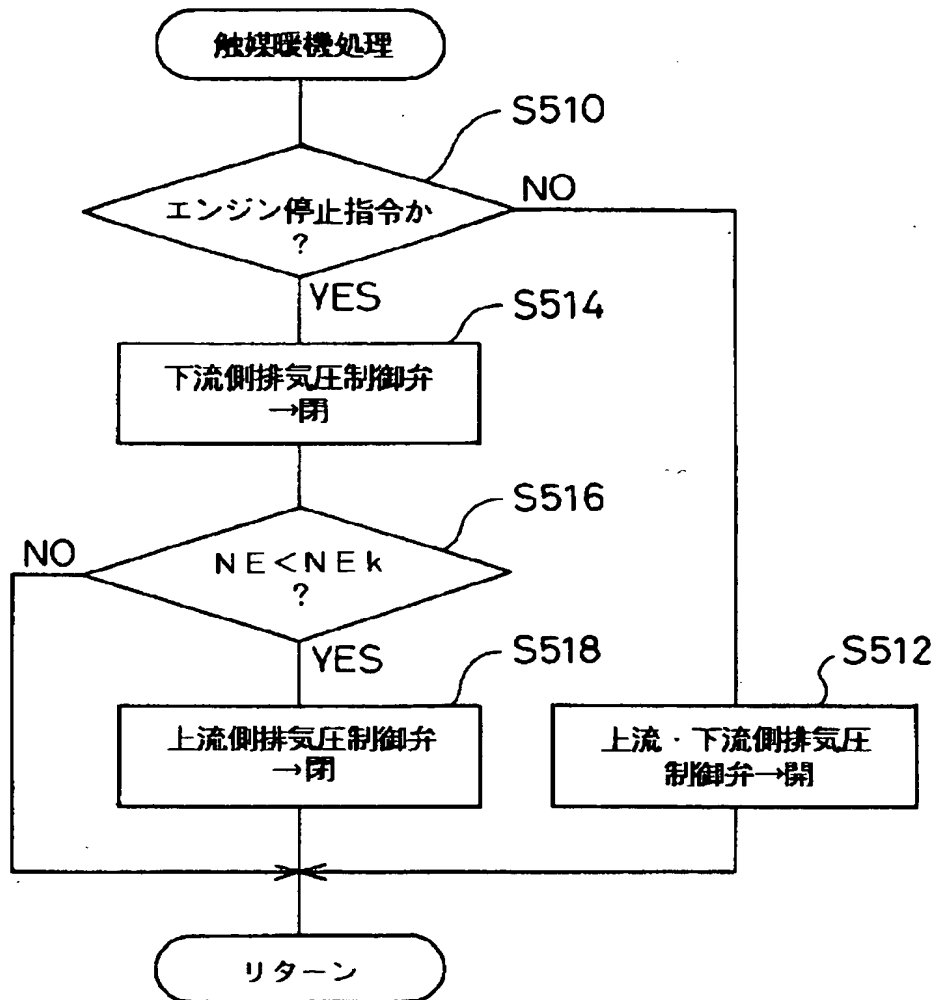 触媒暖機処理
S510
エンジン停止指令か
?
NO
YES
S514
下流側排気圧制御弁
→閉
S516
NE<NEk
?
NO
YES
S518
上流側排気圧制御弁
→閉
S512
上流・下流側排気圧
制御弁→開
リターン